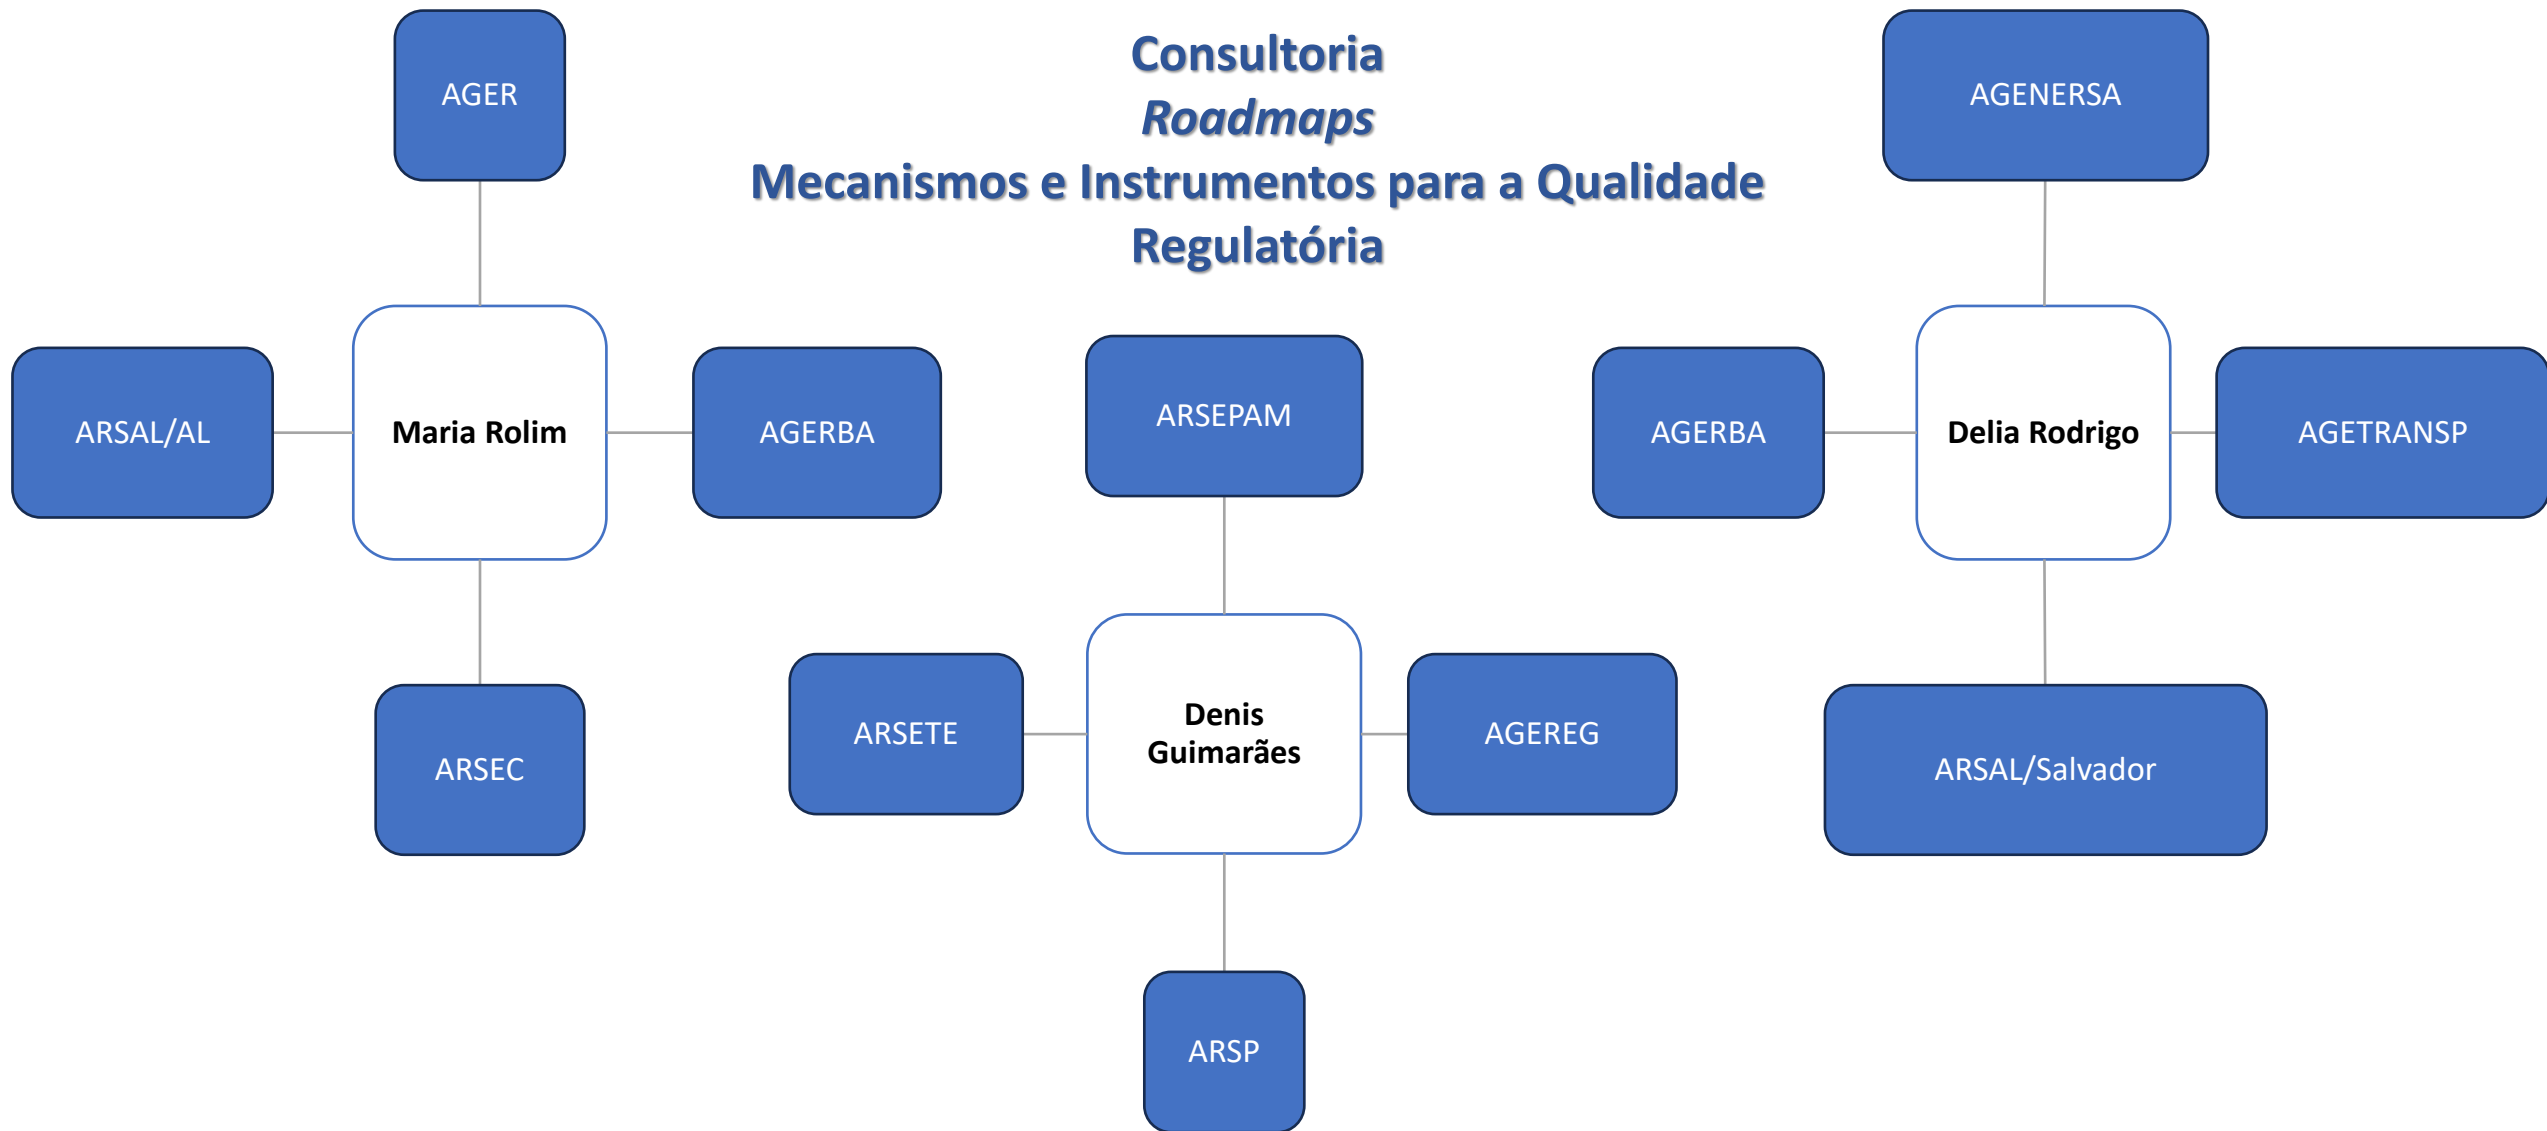 Consultoria
Roadmaps
Mecanismos e Instrumentos para a Qualidade
Regulatória
AGER
ARSAL/AL
Maria Rolim
AGERBA
ARSEC
ARSEPAM
ARSETE
Denis
Guimarães
AGEREG
ARSP
AGENERSA
AGERBA
Delia Rodrigo
AGETRANSP
ARSAL/Salvador